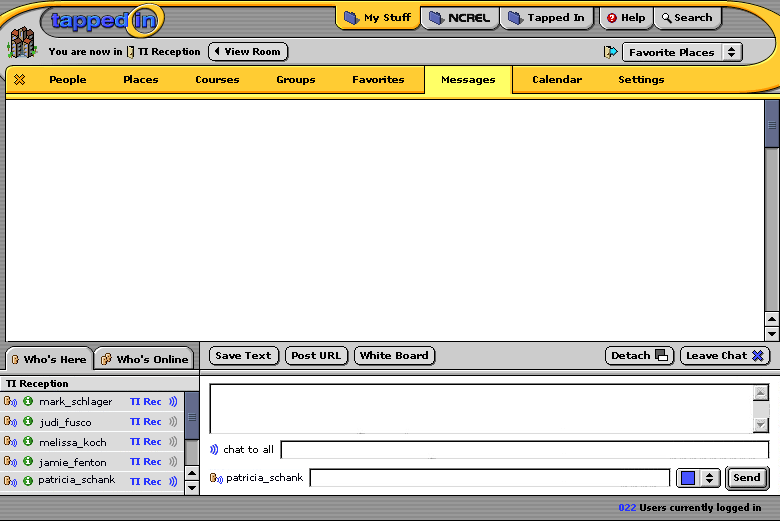 tapped in
My Stuff NCREL Tapped In Help Search
You are now in TI Reception View Room Favorite Places
People Places Courses Groups Favorites Messages Calendar Settings
Who's Here Who's Online Save Text Post URL White Board Detach Leave Chat
TI Reception
mark_schlager TI Rec
judi_fusco TI Rec
melissa_koch TI Rec
jamie_fenton TI Rec
patricia_schank TI Rec
chat to all
patricia_schank Send
022 Users currently logged in